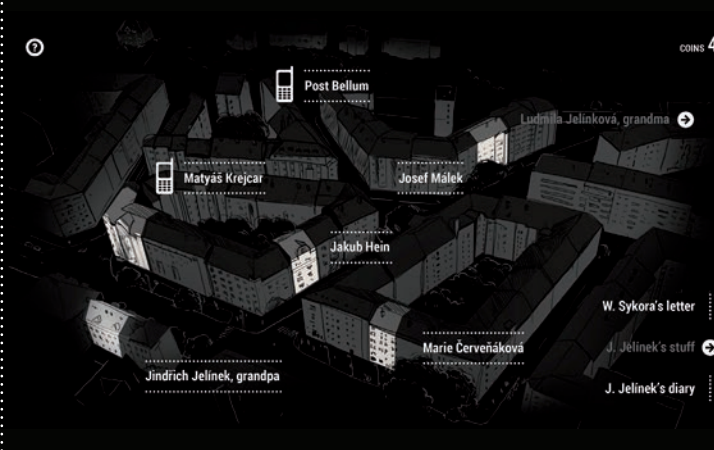 ?
COINS 4
Post Bellum
Ludmila Jelínková, grandma
Matyáš Krejcar
Josef Málek
Jakub Hein
W. Sykora's letter
Marie Červeňáková
J. Jelínek's stuff
Jindřich Jelínek, grandpa
J. Jelínek's diary